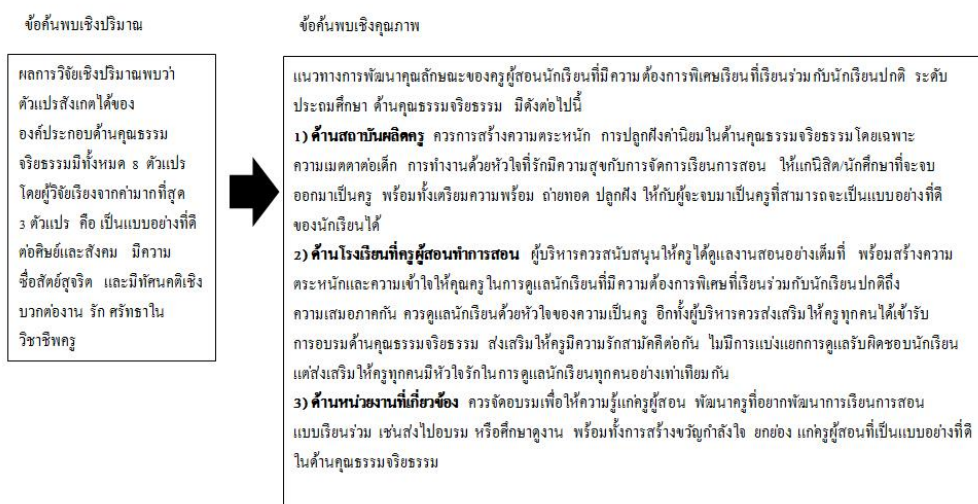 ข้อค้นพบเชิงปริมาณ
ข้อค้นพบเชิงคุณภาพ
ผลการวิจัยเชิงปริมาณพบว่า
ตัวแปรสังเกตได้ของ
องค์ประกอบด้านคุณธรรม
จริยธรรมมีทั้งหมด 8 ตัวแปร
โดยผู้วิจัยเรียงจากค่ามากที่สุด
3 ตัวแปร คือ เป็นแบบอย่างที่ดี
ต่อศิษย์และสังคม มีความ
ซื่อสัตย์สุจริต และมีทัศนคติเชิง
บวกต่องาน รัก ศรัทธาใน
วิชาชีพครู
แนวทางการพัฒนาคุณลักษณะของครูผู้สอนนักเรียนที่มีความต้องการพิเศษเรียนที่เรียนร่วมกับนักเรียนปกติ ระดับ
ประถมศึกษา ด้านคุณธรรมจริยธรรม มีดังต่อไปนี้
1) ด้านสถาบันผลิตครู ควรการสร้างความตระหนัก การปลูกฝังค่านิยมในด้านคุณธรรมจริยธรรมโดยเฉพาะ
ความเมตตาต่อเด็ก การทำงานด้วยหัวใจที่รักมีความสุขกับการจัดการเรียนการสอน ให้แก่นิสิต/นักศึกษาที่จะจบ
ออกมาเป็นครู พร้อมทั้งเตรียมความพร้อม ถ่ายทอด ปลูกฝัง ให้กับผู้จะจบมาเป็นครูที่สามารถจะเป็นแบบอย่างที่ดี
ของนักเรียนได้
2) ด้านโรงเรียนที่ครูผู้สอนทำการสอน ผู้บริหารควรสนับสนุนให้ครูได้ดูแลงานสอนอย่างเต็มที่ พร้อมสร้างความ
ตระหนักและความเข้าใจให้คุณครูในการดูแลนักเรียนที่มีความต้องการพิเศษที่เรียนร่วมกับนักเรียนปกติถึง
ความเสมอภาคกัน ควรดูแลนักเรียนด้วยหัวใจของความเป็นครู อีกทั้งผู้บริหารควรส่งเสริมให้ครูทุกคนได้เข้ารับ
การอบรมด้านคุณธรรมจริยธรรม ส่งเสริมให้ครูมีความรักสามัคคีต่อกัน ไม่มีการแบ่งแยกการดูแลรับผิดชอบนักเรียน
แต่ส่งเสริมให้ครูทุกคนมีหัวใจรักในการดูแลนักเรียนทุกคนอย่างเท่าเทียมกัน
3) ด้านหน่วยงานที่เกี่ยวข้อง ควรจัดอบรมเพื่อให้ความรู้แก่ครูผู้สอน พัฒนาครูที่อยากพัฒนาการเรียนการสอน
แบบเรียนร่วม เช่นส่งไปอบรม หรือศึกษาดูงาน พร้อมทั้งการสร้างขวัญกำลังใจ ยกย่อง แก่ครูผู้สอนที่เป็นแบบอย่างที่ดี
ในด้านคุณธรรมจริยธรรม